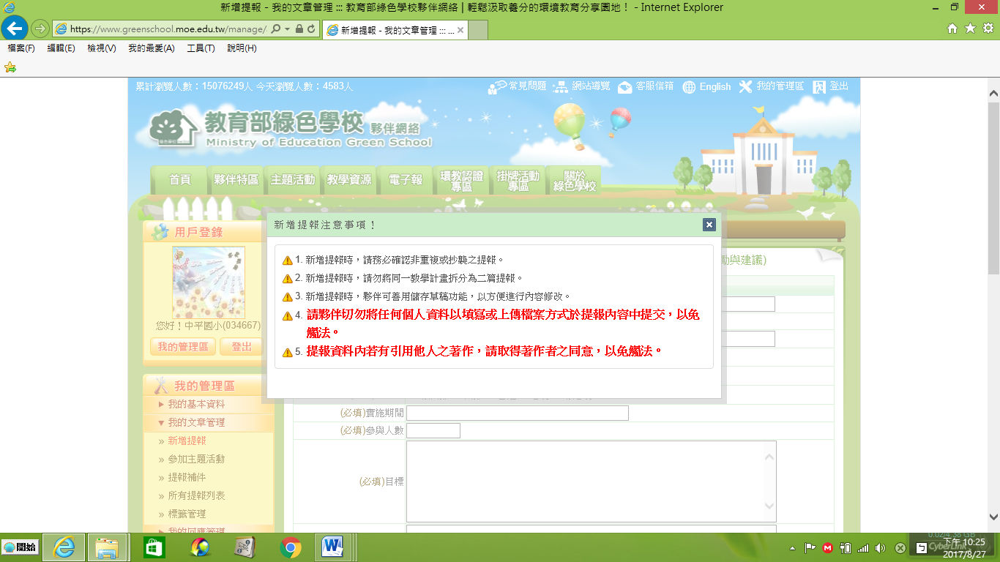 新增提報 - 我的文章管理 ::: 教育部綠色學校夥伴網絡 | 輕鬆汲取養分的環境教育分享園地！ - Internet Explorer
https://www.greenschool.moe.edu.tw/manage/
新增提報 - 我的文章管理 ::: ...
檔案(F) 編輯(E) 檢視(V) 我的最愛(A) 工具(T) 說明(H)
累計瀏覽人數：15076249人 今天瀏覽人數：4583人
常見問題 網站導覽 客服信箱 English 我的管理區 登出
教育部綠色學校 夥伴網絡
Ministry of Education Green School
首頁 夥伴特區 主題活動 教學資源 電子報 環教認證專區 掛牌活動專區 關於綠色學校
用戶登錄
您好！中平國小(034667)
我的管理區 登出
新增提報注意事項！
1. 新增提報時，請務必確認非重複或抄襲之提報。
2. 新增提報時，請勿將同一教學計畫拆分為二篇提報。
3. 新增提報時，夥伴可善用儲存草稿功能，以方便進行內容修改。
4. 請夥伴切勿將任何個人資料以填寫或上傳檔案方式於提報內容中提交，以免
觸法。
5. 提報資料內若有引用他人之著作，請取得著作者之同意，以免觸法。
動與建議)
我的管理區
我的基本資料
我的文章管理
» 新增提報
» 參加主題活動
» 提報補件
» 所有提報列表
» 標籤管理
我的回應管理
(必填)實施期間
(必填)參與人數
(必填)目標
開始
0.02/4.38 GB
CyberLink
下午 10:25
2017/8/27